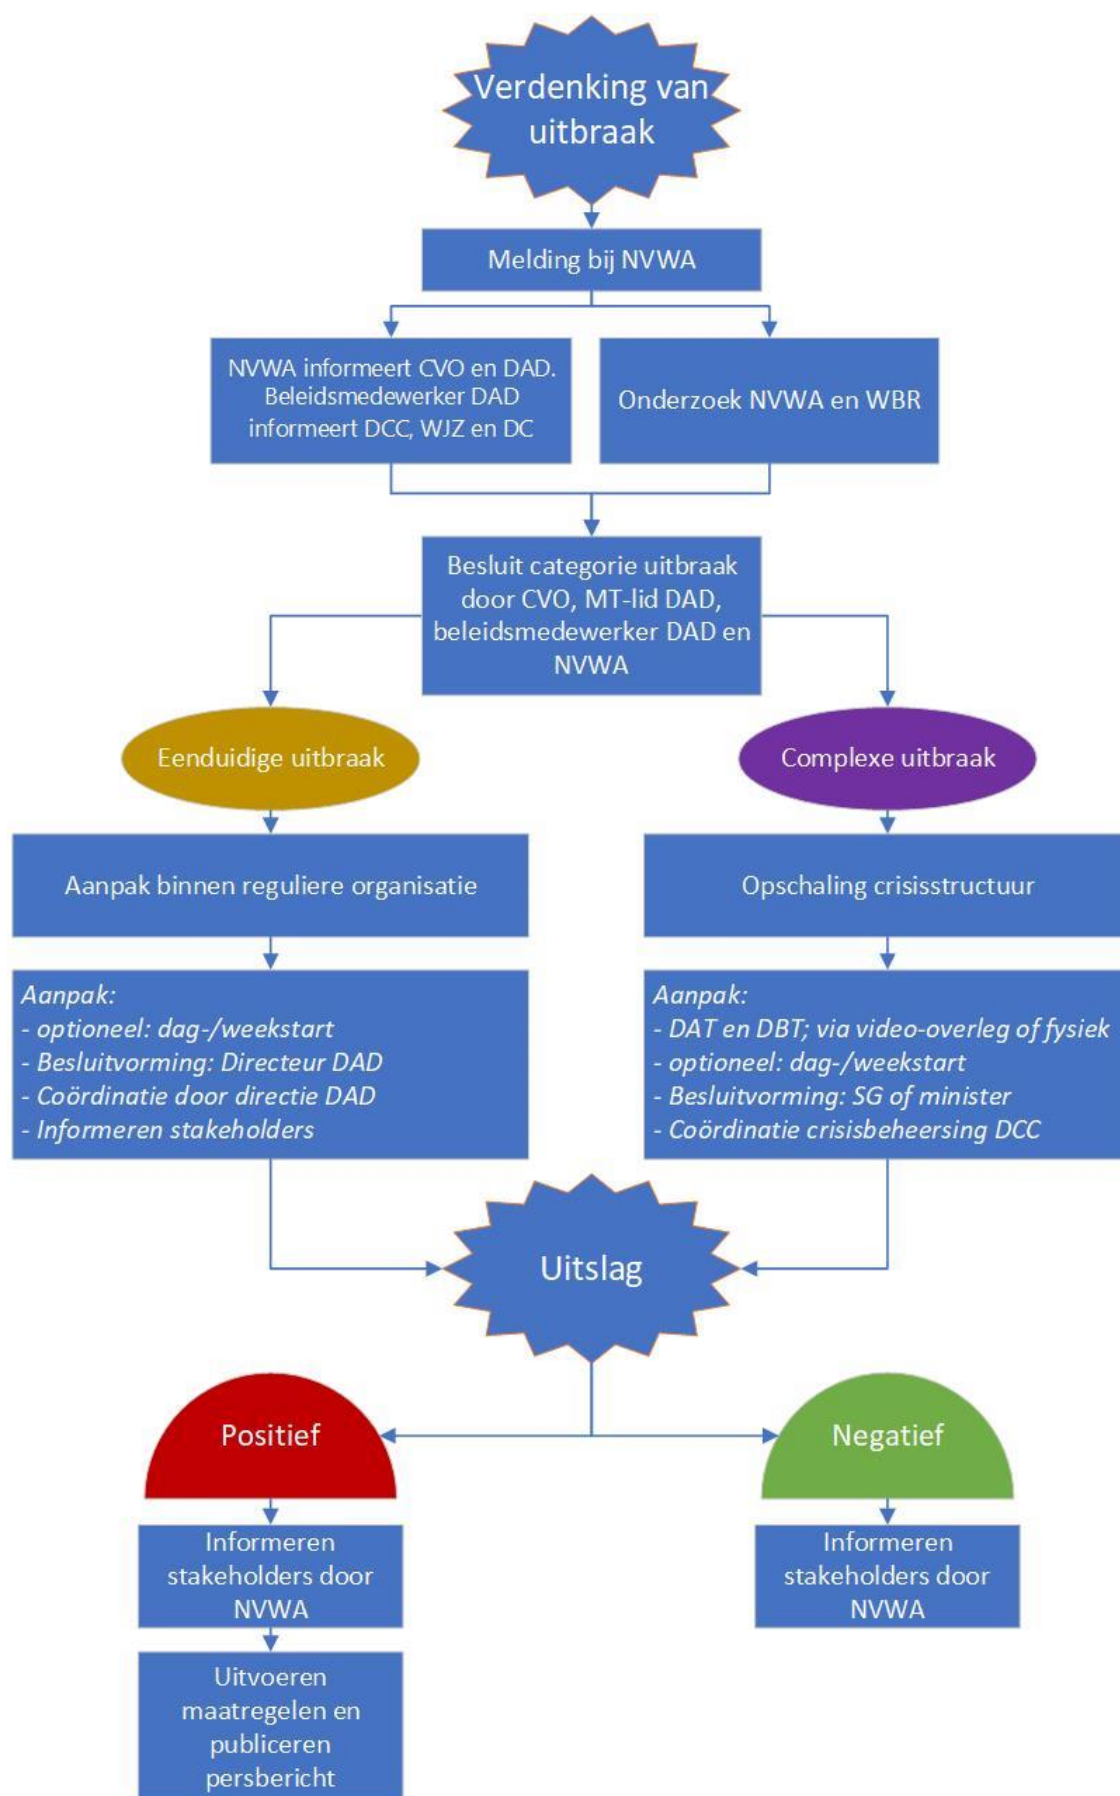 Verdenking van
uitbraak
Melding bij NVWA
NVWA informeert CVO en DAD.
Beleidsmedewerker DAD
informeert DCC, WJZ en DC
Onderzoek NVWA en WBR
Besluit categorie uitbraak
door CVO, MT-lid DAD,
beleidsmedewerker DAD en
NVWA
Eenduidige uitbraak
Complexe uitbraak
Aanpak binnen reguliere organisatie
Opschaling crisisstructuur
Aanpak:
- optioneel: dag-/weekstart
- Besluitvorming: Directeur DAD
- Coördinatie door directie DAD
- Informeren stakeholders
Aanpak:
- DAT en DBT; via video-overleg of fysiek
- optioneel: dag-/weekstart
- Besluitvorming: SG of minister
- Coördinatie crisisbeheersing DCC
Uitslag
Positief
Negatief
Informeren
stakeholders door
NVWA
Informeren
stakeholders door
NVWA
Uitvoeren
maatregelen en
publiceren
persbericht